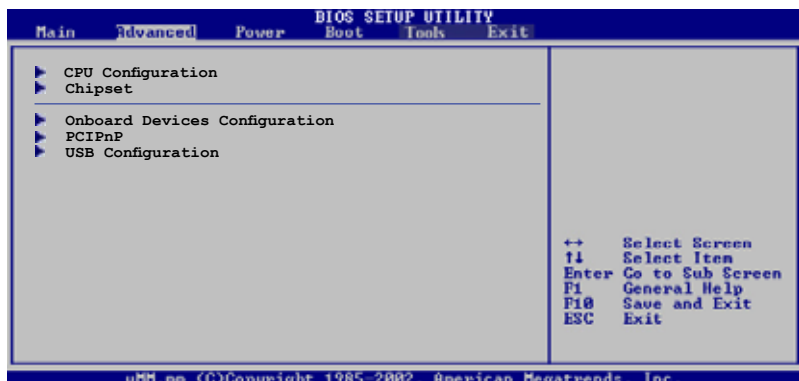 BIOS SETUP UTILITY
Main Advanced Power Boot Tools Exit
CPU Configuration
Chipset
Onboard Devices Configuration
PCIPnP
USB Configuration
↔ Select Screen
↑↓ Select Item
Enter Go to Sub Screen
F1 General Help
F10 Save and Exit
ESC Exit
(C)Copyright 1985-2002, American Megatrends, Inc